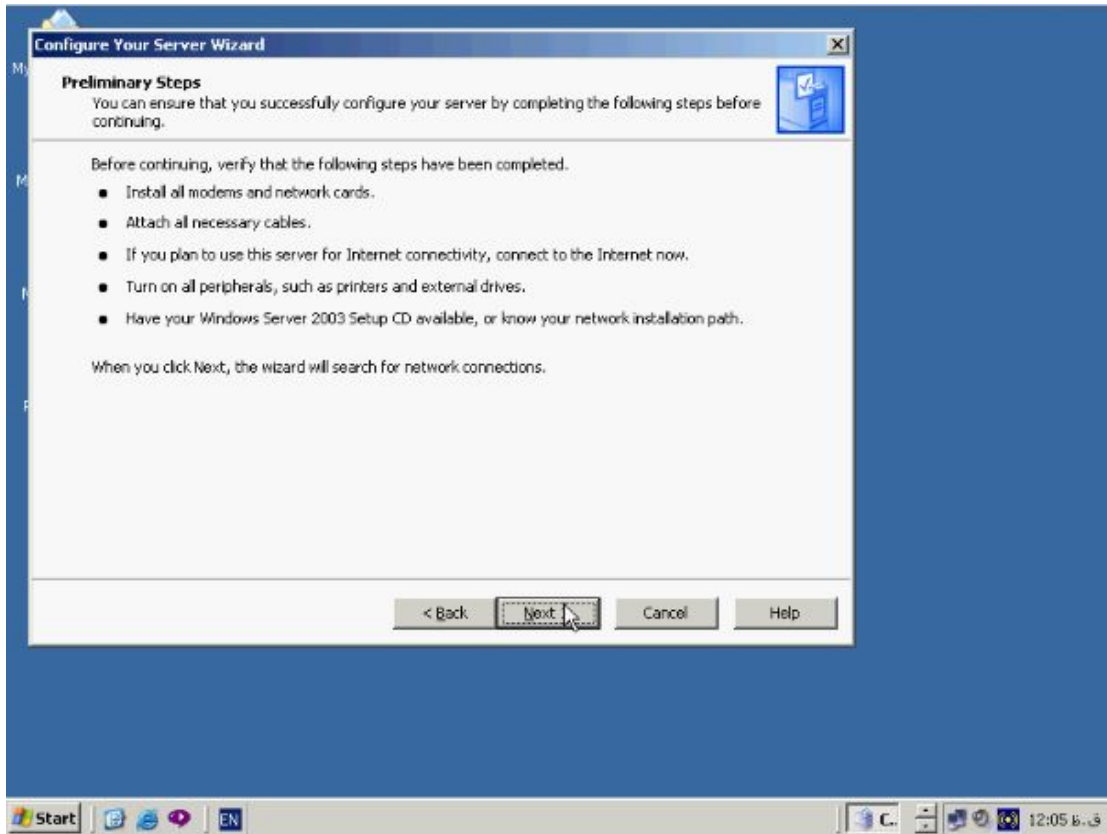 Configure Your Server Wizard
Preliminary Steps
You can ensure that you successfully configure your server by completing the following steps before
continuing.
Before continuing, verify that the following steps have been completed.
Install all modems and network cards.
Attach all necessary cables.
If you plan to use this server for Internet connectivity, connect to the Internet now.
Turn on all peripherals, such as printers and external drives.
Have your Windows Server 2003 Setup CD available, or know your network installation path.
When you click Next, the wizard will search for network connections.
< Back Next Cancel Help
My
M
Start EN C.. 12:05 ق.ظ